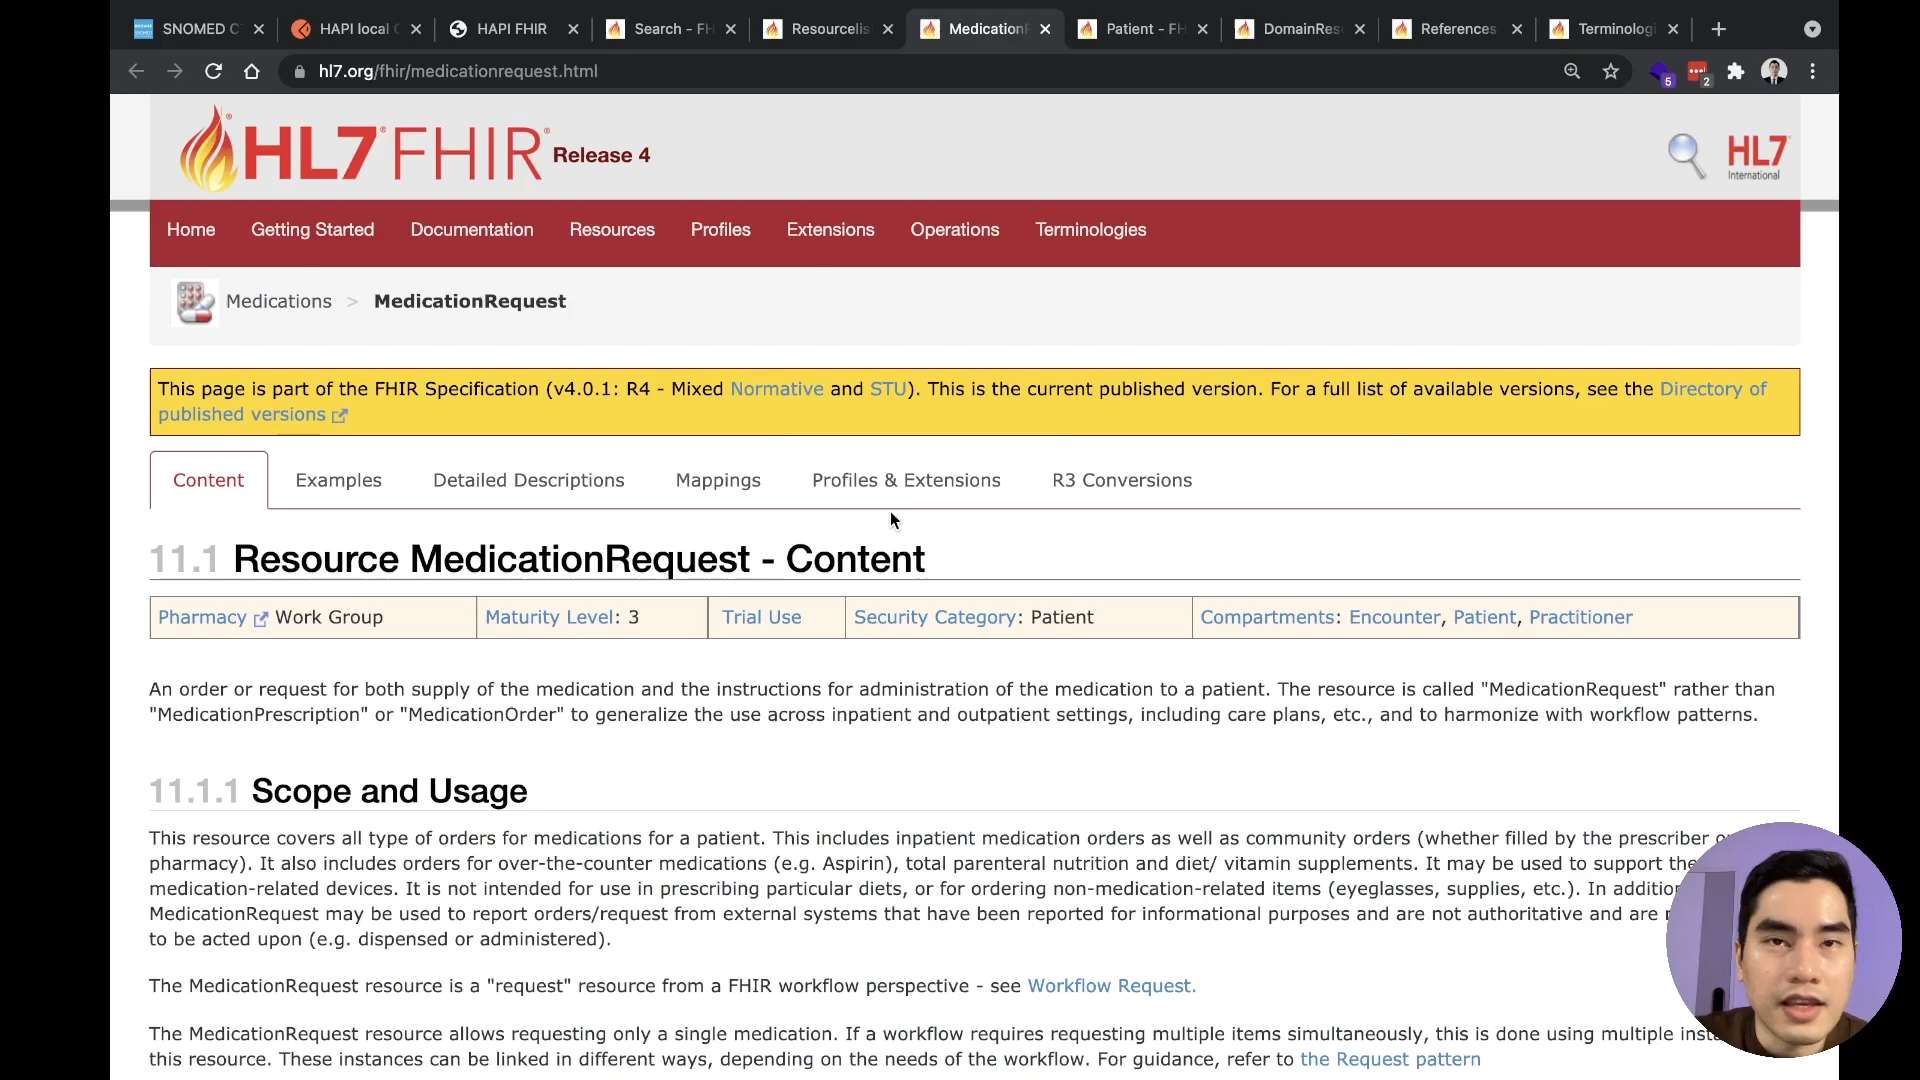 SNOMED C
HAPI local
HAPI FHIR
Search - FH
Resourcelis
Medication
Patient - FH
DomainRes
References
Terminologi
hl7.org/fhir/medicationrequest.html
5
2
HL7® FHIR® Release 4
HL7®
International
Home
Getting Started
Documentation
Resources
Profiles
Extensions
Operations
Terminologies
Medications > MedicationRequest
This page is part of the FHIR Specification (v4.0.1: R4 - Mixed Normative and STU). This is the current published version. For a full list of available versions, see the Directory of
published versions
Content
Examples
Detailed Descriptions
Mappings
Profiles & Extensions
R3 Conversions
11.1 Resource MedicationRequest - Content
Pharmacy Work Group
Maturity Level: 3
Trial Use
Security Category: Patient
Compartments: Encounter, Patient, Practitioner
An order or request for both supply of the medication and the instructions for administration of the medication to a patient. The resource is called "MedicationRequest" rather than
"MedicationPrescription" or "MedicationOrder" to generalize the use across inpatient and outpatient settings, including care plans, etc., and to harmonize with workflow patterns.
11.1.1 Scope and Usage
This resource covers all type of orders for medications for a patient. This includes inpatient medication orders as well as community orders (whether filled by the prescriber
pharmacy). It also includes orders for over-the-counter medications (e.g. Aspirin), total parenteral nutrition and diet/ vitamin supplements. It may be used to support the
medication-related devices. It is not intended for use in prescribing particular diets, or for ordering non-medication-related items (eyeglasses, supplies, etc.). In addition
MedicationRequest may be used to report orders/request from external systems that have been reported for informational purposes and are not authoritative and are
to be acted upon (e.g. dispensed or administered).
The MedicationRequest resource is a "request" resource from a FHIR workflow perspective - see Workflow Request.
The MedicationRequest resource allows requesting only a single medication. If a workflow requires requesting multiple items simultaneously, this is done using multiple inst
this resource. These instances can be linked in different ways, depending on the needs of the workflow. For guidance, refer to the Request pattern